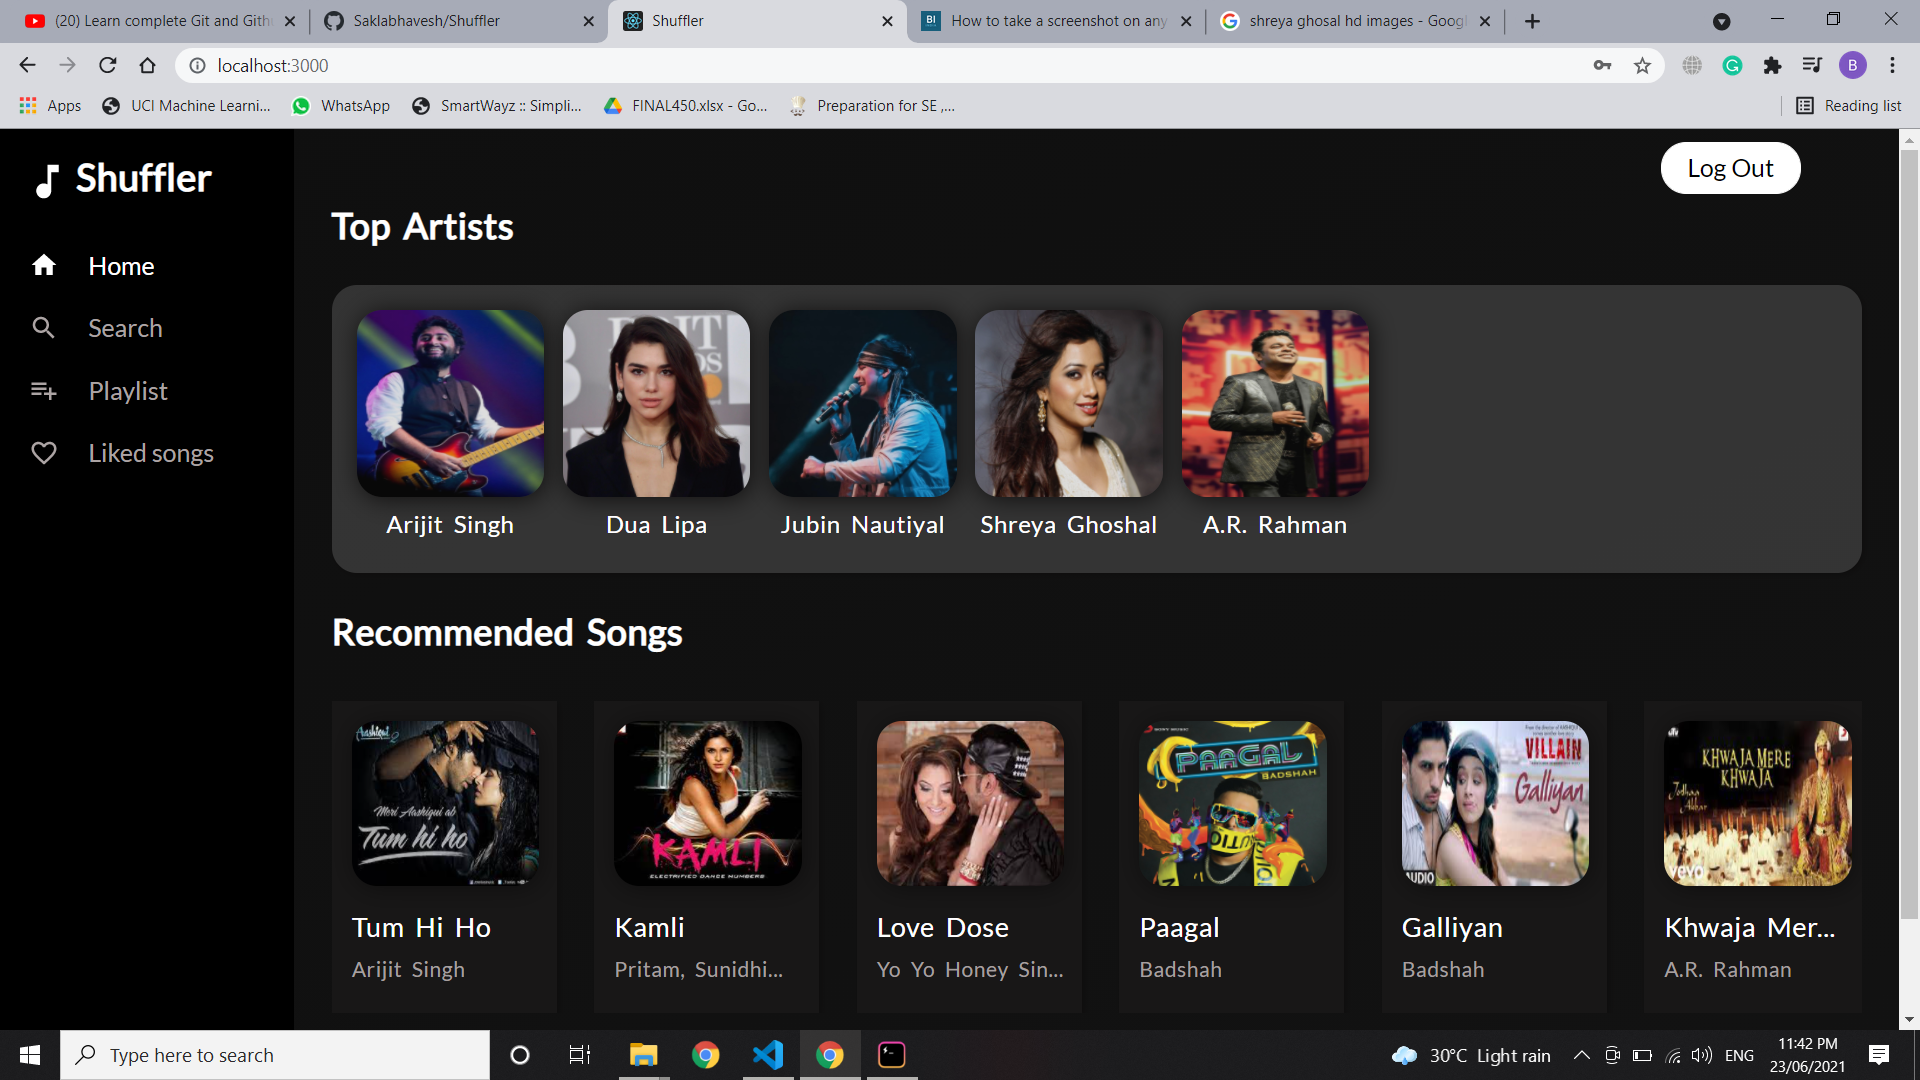 (20) Learn complete Git and Gith
Saklabhavesh/Shuffler
Shuffler
How to take a screenshot on any
shreya ghosal hd images - Googl
localhost:3000
B
Apps
UCI Machine Learni...
WhatsApp
SmartWayz :: Simpli...
FINAL450.xlsx - Go...
Preparation for SE ,...
Reading list
Shuffler
Log Out
Home
Search
Playlist
Liked songs
Top Artists
Arijit Singh
Dua Lipa
Jubin Nautiyal
Shreya Ghoshal
A.R. Rahman
Recommended Songs
Aashiqui 2
Meri Aashiqui ab
Tum hi ho
KAMLI
ELECTRIFIED DANCE NUMBERS
SONY MUSIC
PAAGAL
BADSHAH
VILLAIN
Galliyan
AUDIO
KHWAJA MERE
KHWAJA
Jodhaa
Akbar
vevo
Tum Hi Ho
Arijit Singh
Kamli
Pritam, Sunidhi...
Love Dose
Yo Yo Honey Sin...
Paagal
Badshah
Galliyan
Badshah
Khwaja Mer...
A.R. Rahman
Type here to search
30°C Light rain
ENG
11:42 PM
23/06/2021